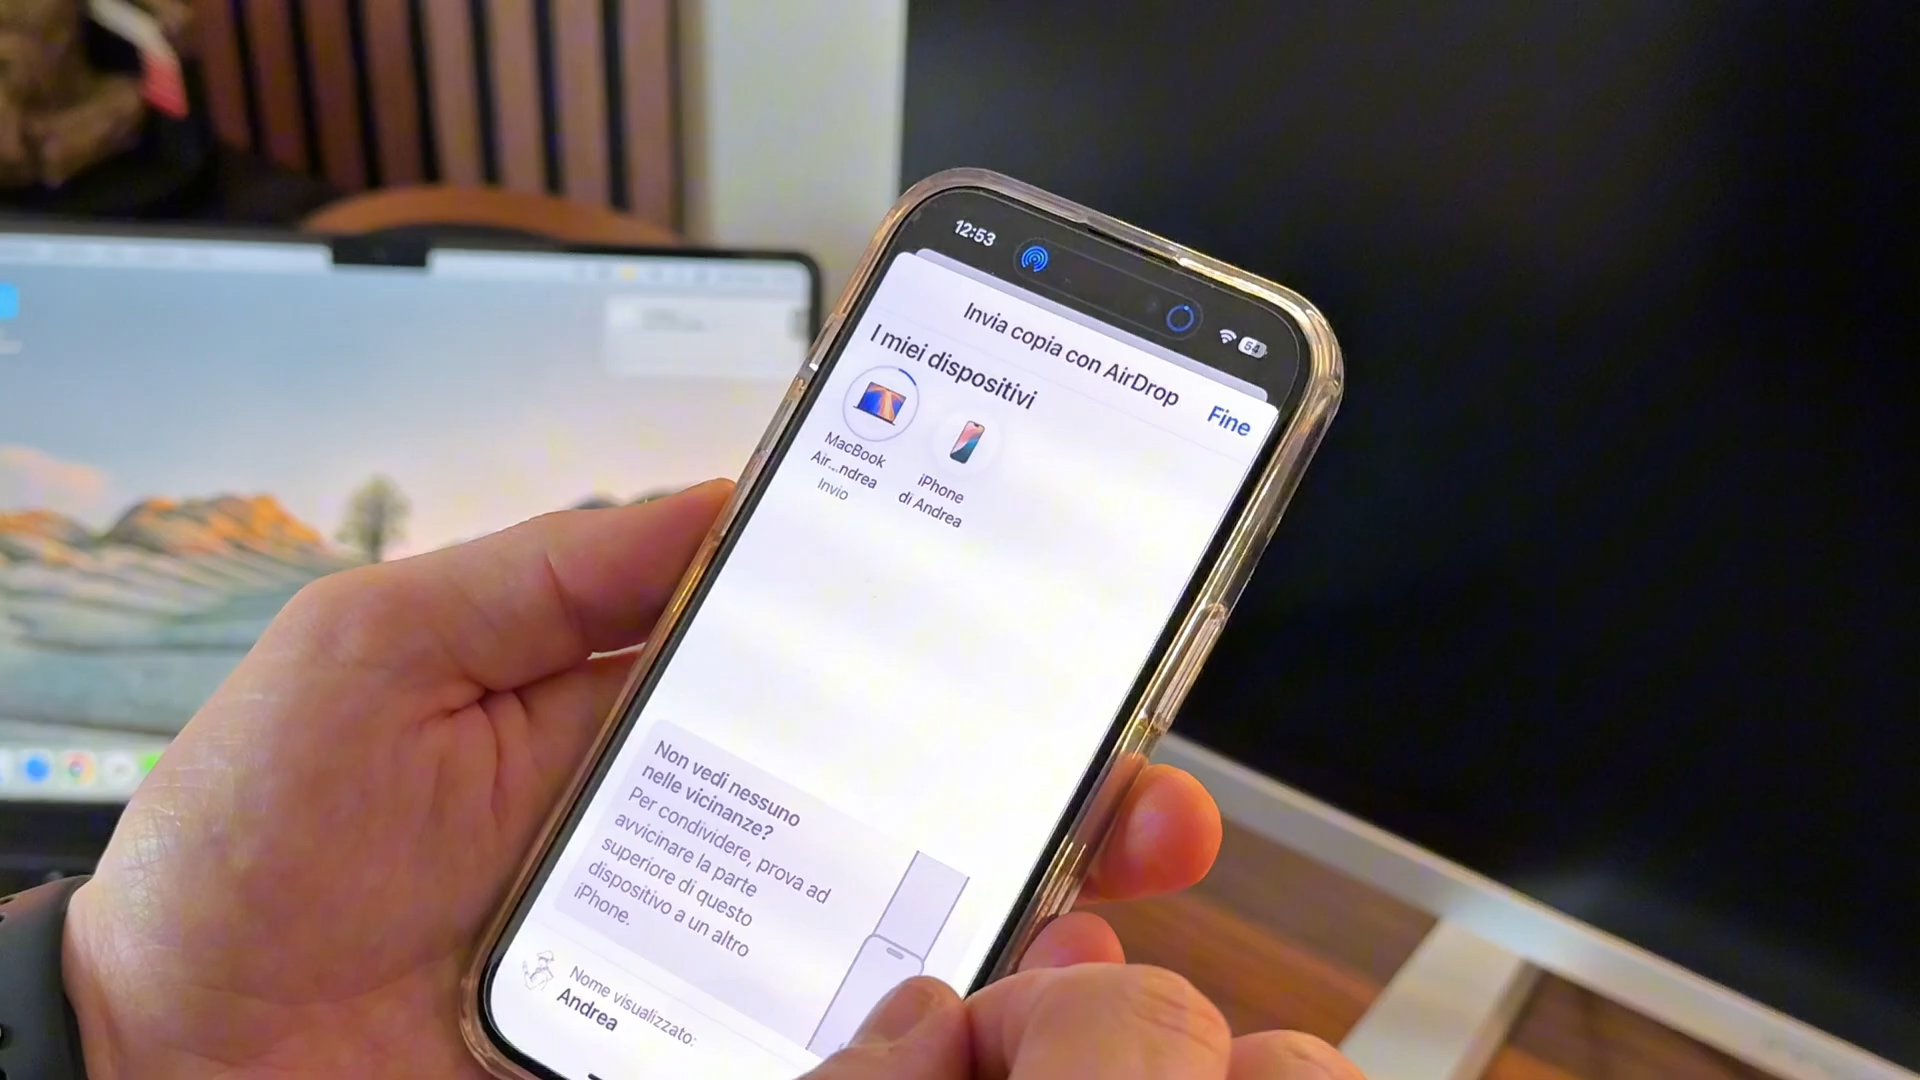 12:53
64
Invia copia con AirDrop
Fine
I miei dispositivi
MacBook
Air...ndrea
Invio
iPhone
di Andrea
Non vedi nessuno
nelle vicinanze?
Per condividere, prova ad
avvicinare la parte
superiore di questo
dispositivo a un altro
iPhone.
Nome visualizzato:
Andrea